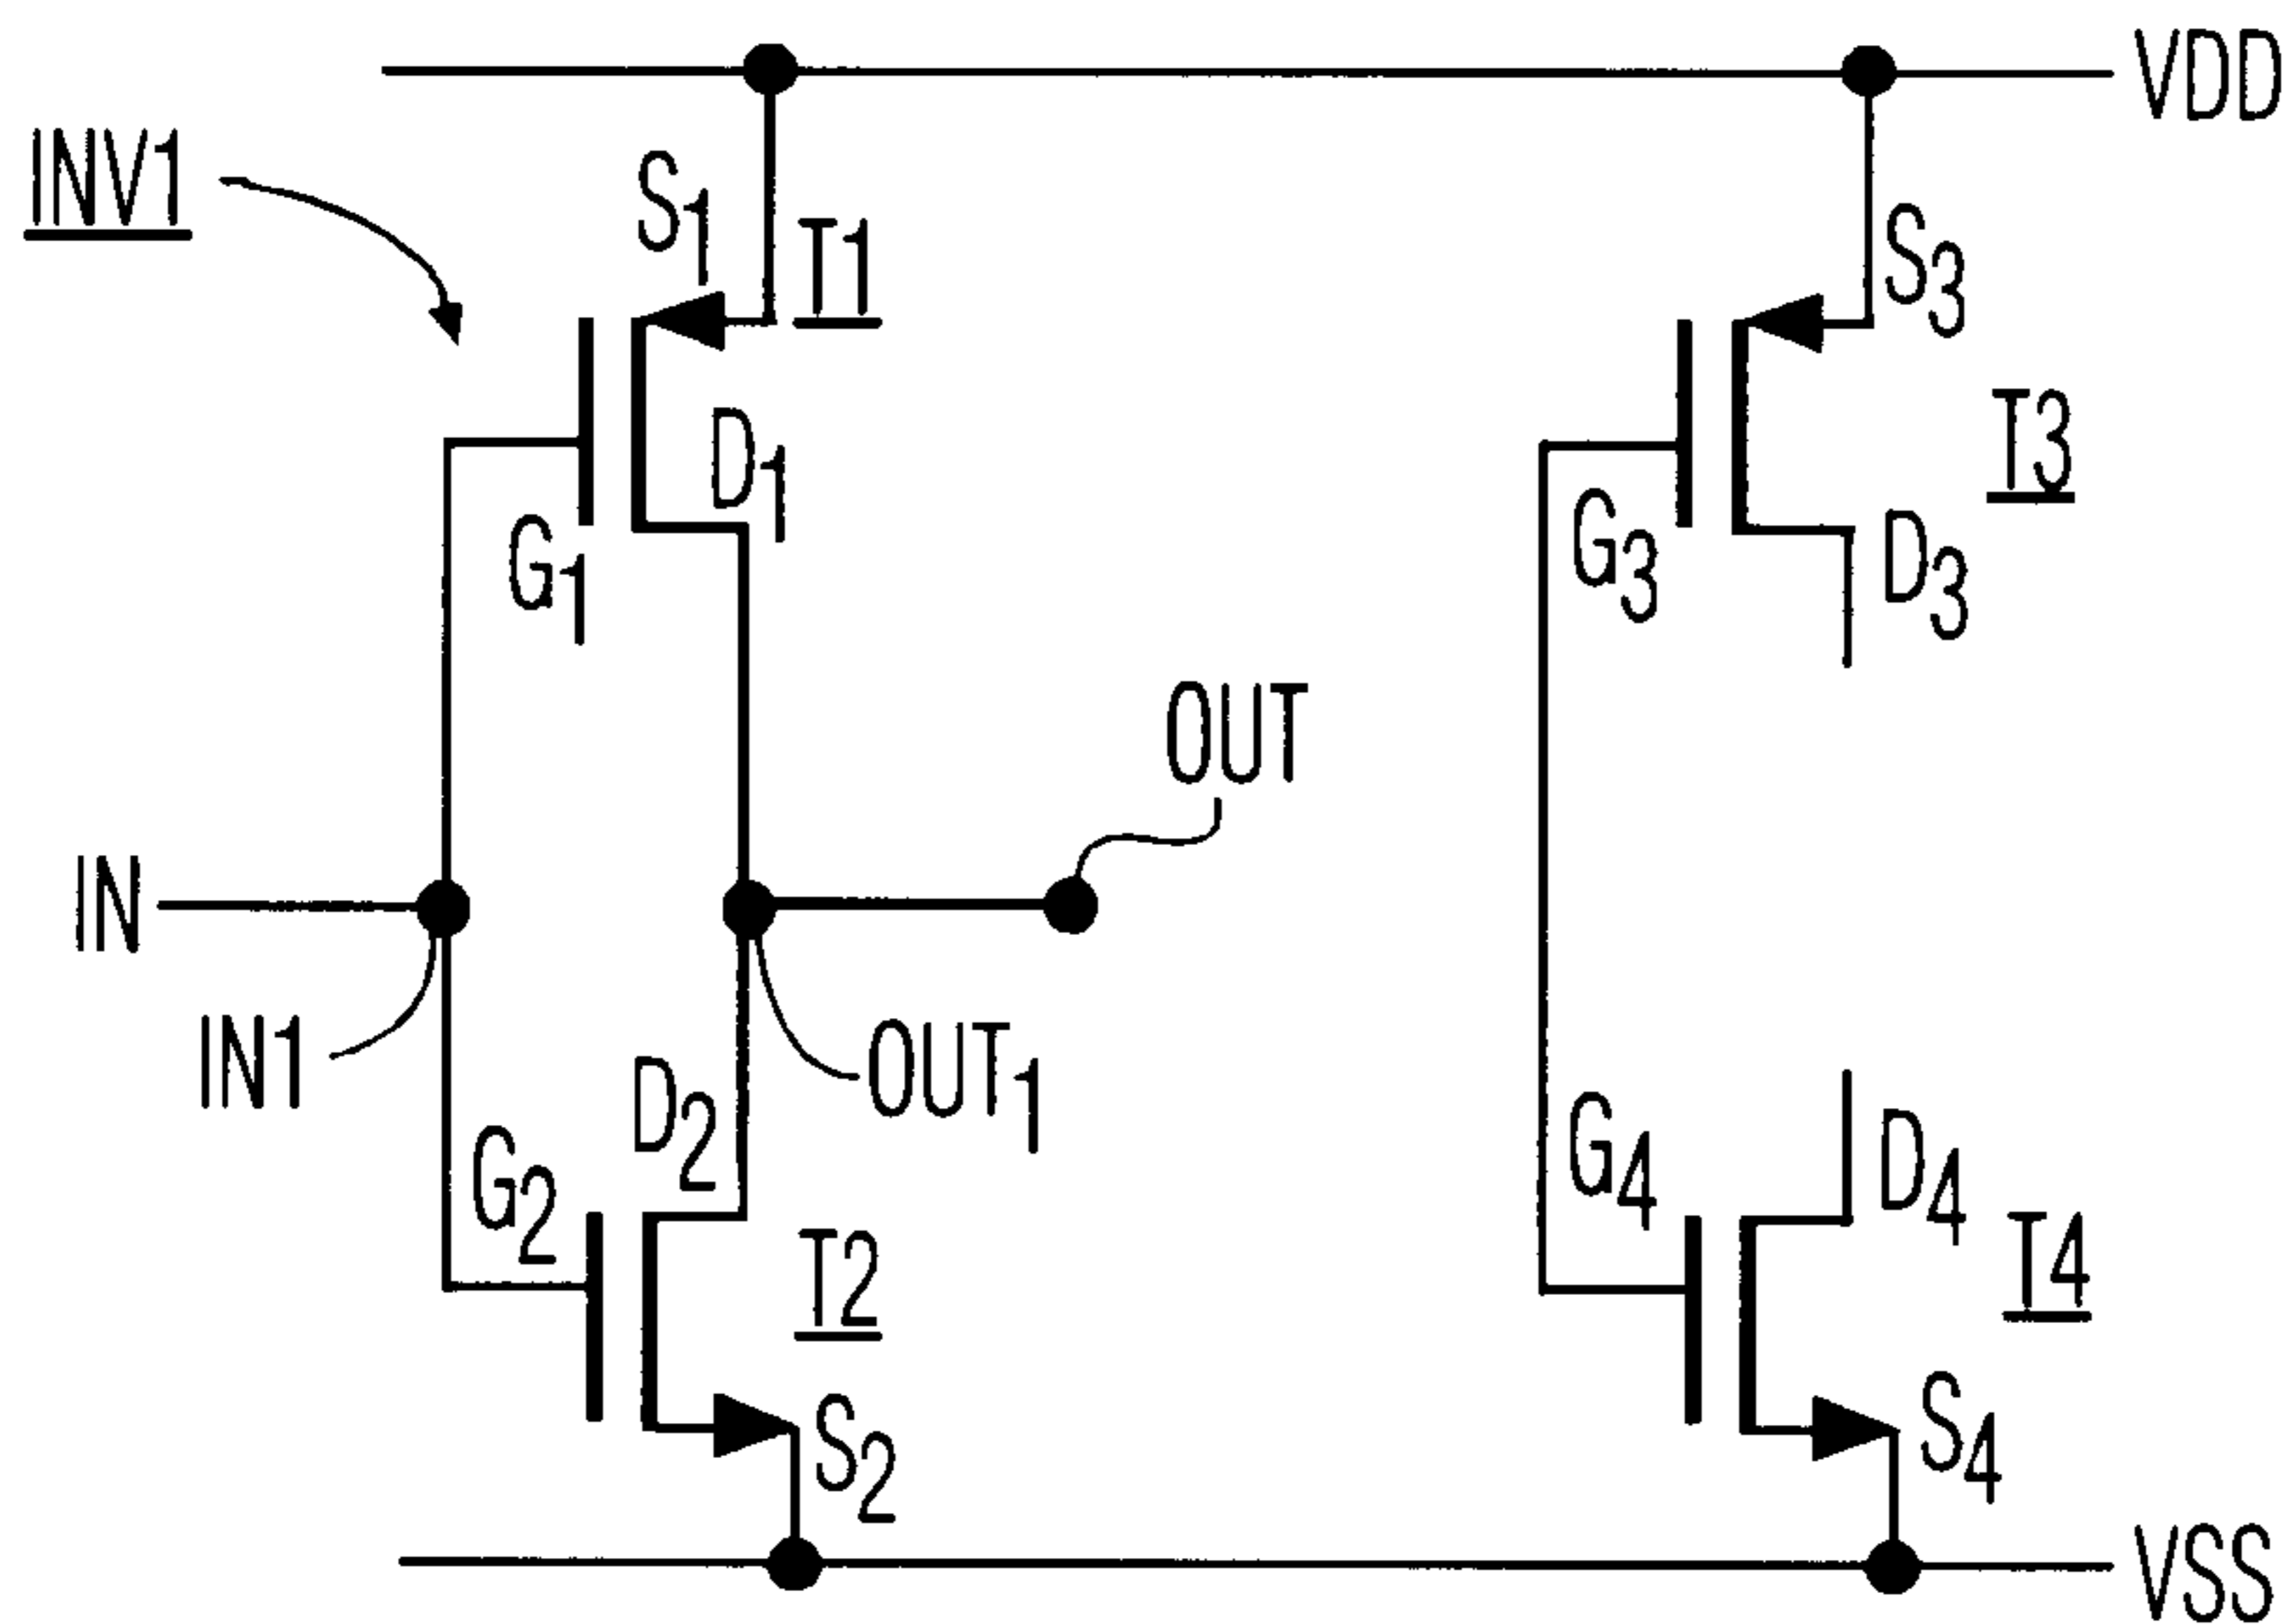 VDD
INV1
S1
T1
S3
T3
D1
G1
G3
D3
OUT
IN
IN1
OUT1
D2
G2
G4
D4
T2
T4
S2
S4
VSS